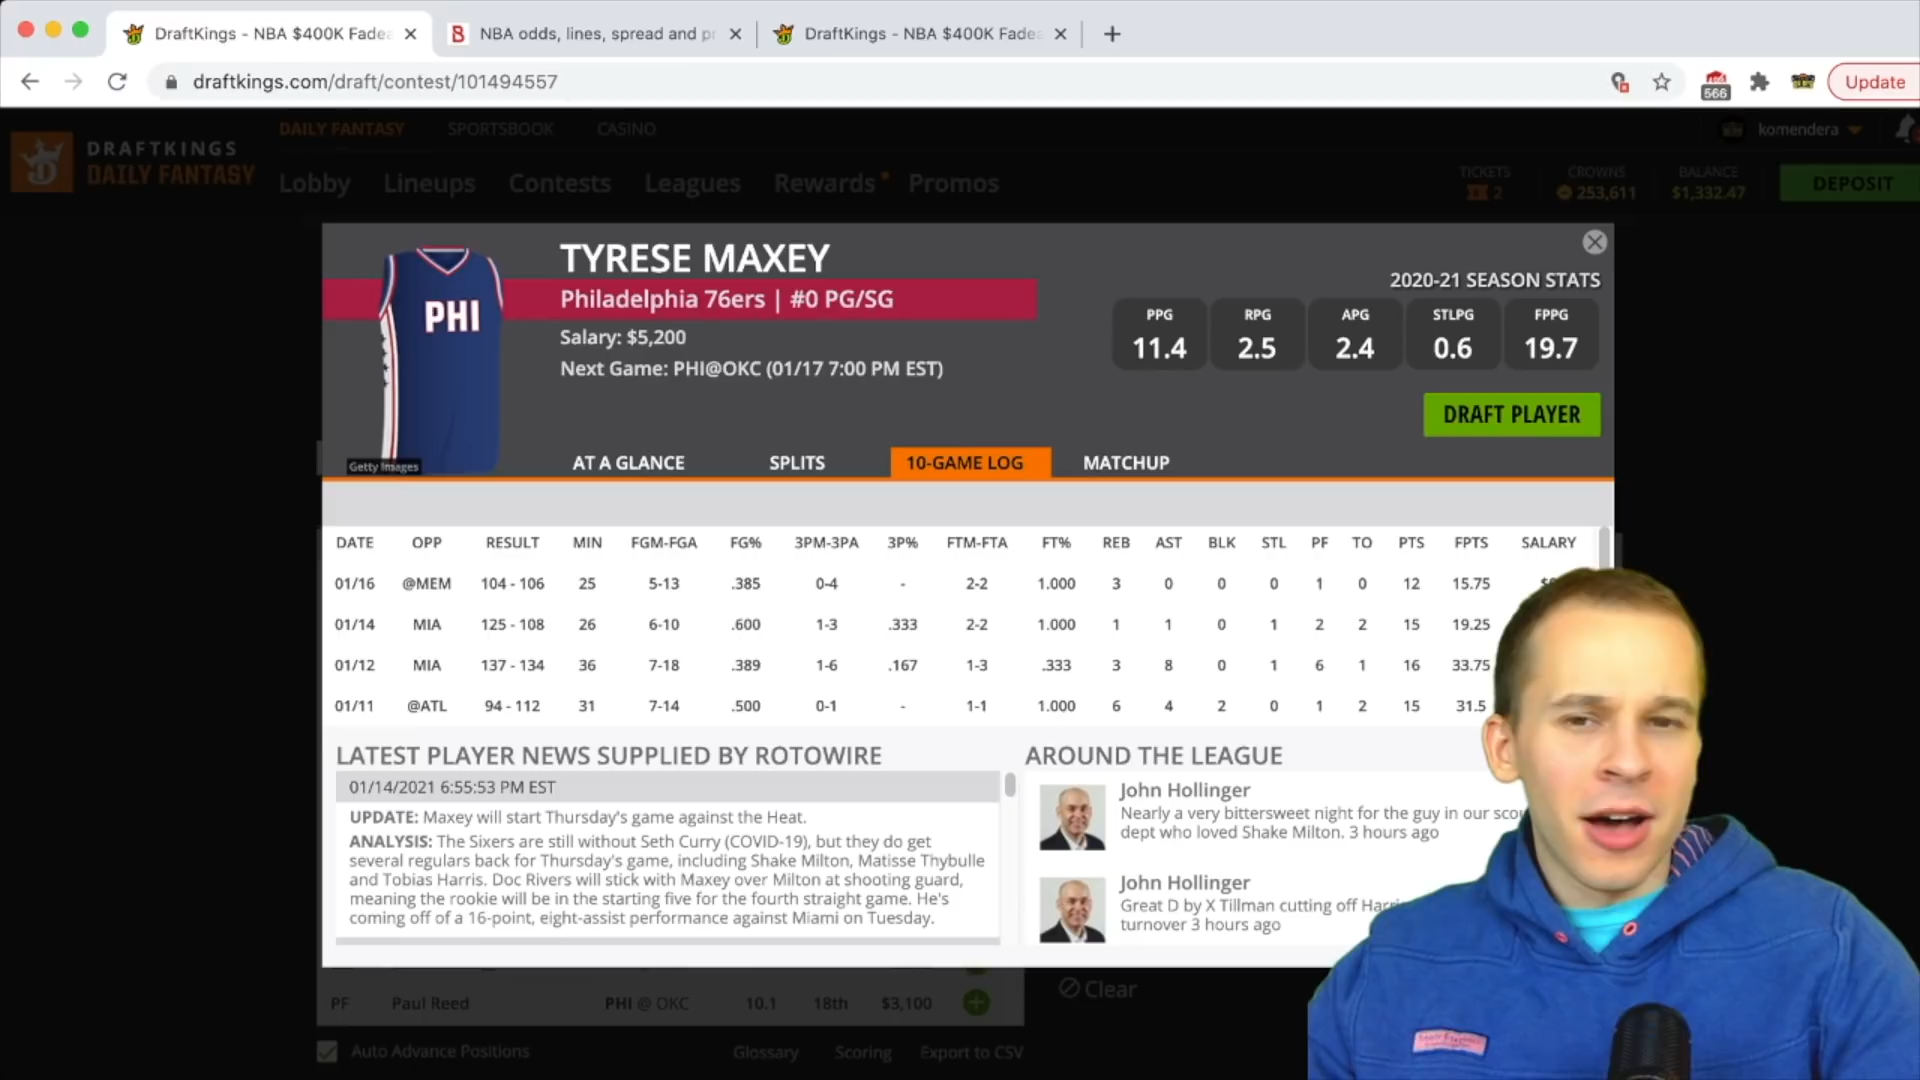 DraftKings - NBA $400K Fadea
NBA odds, lines, spread and pr
DraftKings - NBA $400K Fadea
draftkings.com/draft/contest/101494557
566
Update
DAILY FANTASY SPORTSBOOK CASINO
komendera
DRAFTKINGS
DAILY FANTASY
Lobby Lineups Contests Leagues Rewards Promos
TICKETS
2
CROWNS
253,611
BALANCE
$1,332.47
DEPOSIT
PHI
Getty Images
TYRESE MAXEY
Philadelphia 76ers | #0 PG/SG
Salary: $5,200
Next Game: PHI@OKC (01/17 7:00 PM EST)
2020-21 SEASON STATS
PPG RPG APG STLPG FPPG
11.4 2.5 2.4 0.6 19.7
DRAFT PLAYER
AT A GLANCE SPLITS 10-GAME LOG MATCHUP
DATE OPP RESULT MIN FGM-FGA FG% 3PM-3PA 3P% FTM-FTA FT% REB AST BLK STL PF TO PTS FPTS SALARY
01/16 @MEM 104 - 106 25 5-13 .385 0-4 - 2-2 1.000 3 0 0 0 1 0 12 15.75
01/14 MIA 125 - 108 26 6-10 .600 1-3 .333 2-2 1.000 1 1 0 1 2 2 15 19.25
01/12 MIA 137 - 134 36 7-18 .389 1-6 .167 1-3 .333 3 8 0 1 6 1 16 33.75
01/11 @ATL 94 - 112 31 7-14 .500 0-1 - 1-1 1.000 6 4 2 0 1 2 15 31.5
LATEST PLAYER NEWS SUPPLIED BY ROTOWIRE
01/14/2021 6:55:53 PM EST
UPDATE: Maxey will start Thursday's game against the Heat.
ANALYSIS: The Sixers are still without Seth Curry (COVID-19), but they do get
several regulars back for Thursday's game, including Shake Milton, Matisse Thybulle
and Tobias Harris. Doc Rivers will stick with Maxey over Milton at shooting guard,
meaning the rookie will be in the starting five for the fourth straight game. He's
coming off of a 16-point, eight-assist performance against Miami on Tuesday.
AROUND THE LEAGUE
John Hollinger
Nearly a very bittersweet night for the guy in our scou
dept who loved Shake Milton. 3 hours ago
John Hollinger
Great D by X Tillman cutting off Harri
turnover 3 hours ago
PF Paul Reed PHI @ OKC 10.1 18th $3,100
Clear
Auto Advance Positions
Glossary Scoring Export to CSV